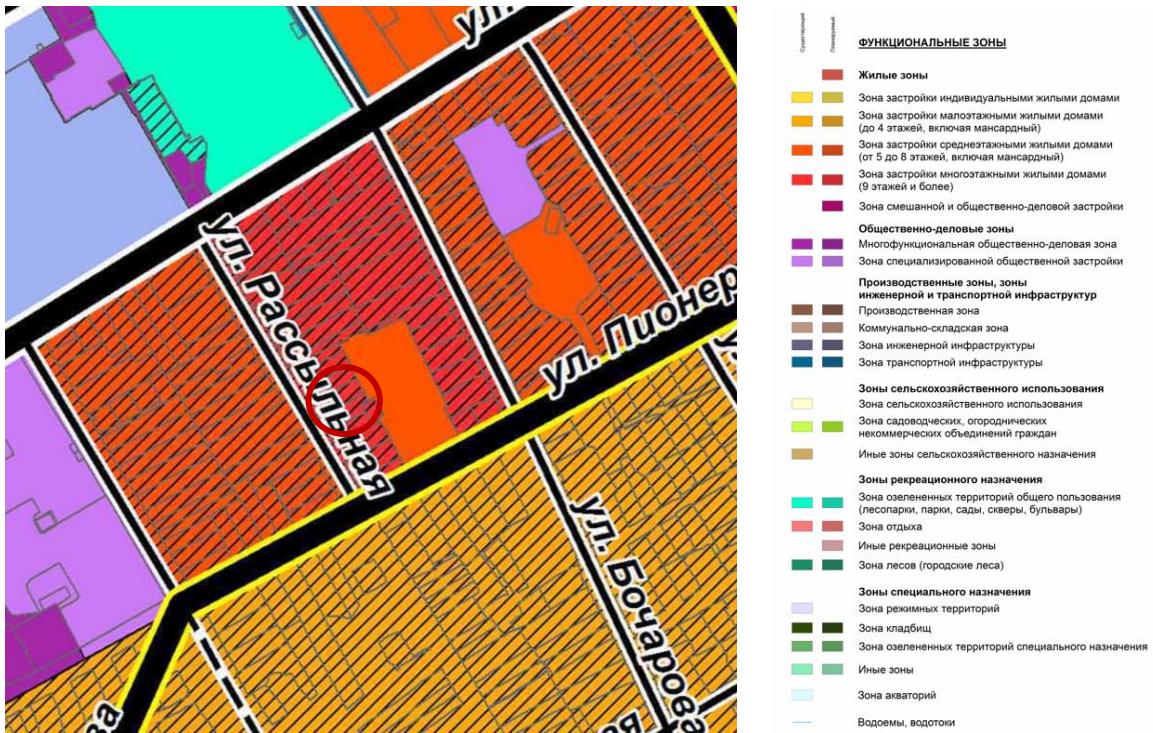 ул.
ул. Рассыльная
ул. Пионер
ул. Бочарова
ва
ая
Существующий
Планируемый
ФУНКЦИОНАЛЬНЫЕ ЗОНЫ
Жилые зоны
Зона застройки индивидуальными жилыми домами
Зона застройки малоэтажными жилыми домами
(до 4 этажей, включая мансардный)
Зона застройки среднеэтажными жилыми домами
(от 5 до 8 этажей, включая мансардный)
Зона застройки многоэтажными жилыми домами
(9 этажей и более)
Зона смешанной и общественно-деловой застройки
Общественно-деловые зоны
Многофункциональная общественно-деловая зона
Зона специализированной общественной застройки
Производственные зоны, зоны
инженерной и транспортной инфраструктур
Производственная зона
Коммунально-складская зона
Зона инженерной инфраструктуры
Зона транспортной инфраструктуры
Зоны сельскохозяйственного использования
Зона сельскохозяйственного использования
Зона садоводческих, огороднических
некоммерческих объединений граждан
Иные зоны сельскохозяйственного назначения
Зоны рекреационного назначения
Зона озелененных территорий общего пользования
(лесопарки, парки, сады, скверы, бульвары)
Зона отдыха
Иные рекреационные зоны
Зона лесов (городские леса)
Зоны специального назначения
Зона режимных территорий
Зона кладбищ
Зона озелененных территорий специального назначения
Иные зоны
Зона акваторий
Водоемы, водотоки